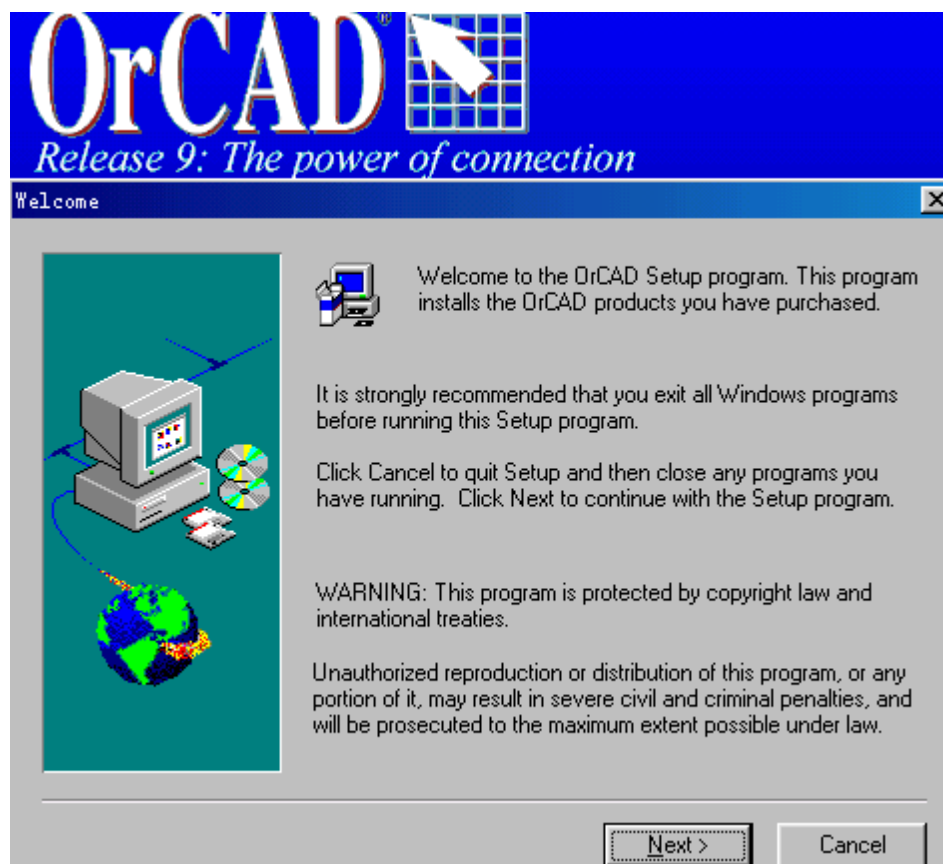 OrCAD®
Release 9: The power of connection
Welcome
Welcome to the OrCAD Setup program. This program
installs the OrCAD products you have purchased.
It is strongly recommended that you exit all Windows programs
before running this Setup program.
Click Cancel to quit Setup and then close any programs you
have running. Click Next to continue with the Setup program.
WARNING: This program is protected by copyright law and
international treaties.
Unauthorized reproduction or distribution of this program, or any
portion of it, may result in severe civil and criminal penalties, and
will be prosecuted to the maximum extent possible under law.
Next >
Cancel